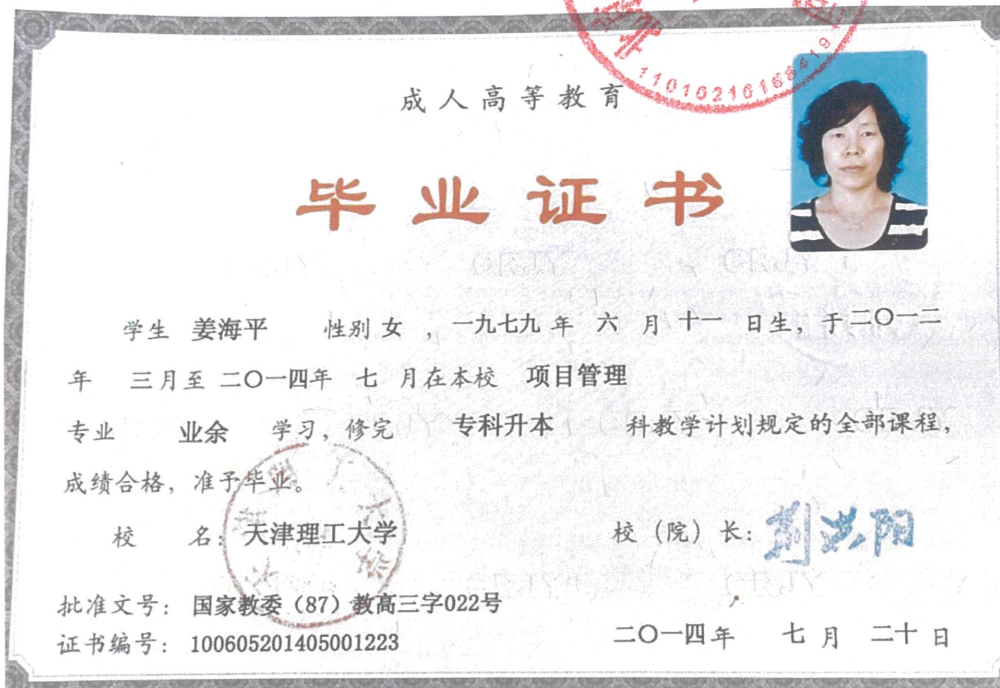 1101021016841９
成人高等教育
毕业证书
学生 姜海平 性别 女 ，一九七九 年 六 月 十一 日生，于 二〇一二
年 三月至 二〇一四年 七 月在本校 项目管理
专业 业余 学习，修完 专科升本 科教学计划规定的全部课程，
成绩合格，准予毕业。
校 名：天津理工大学 校（院）长：荆洪阳
批准文号：国家教委（87）教高三字022号
证书编号：100605201405001223 二〇一四年 七 月 二十 日